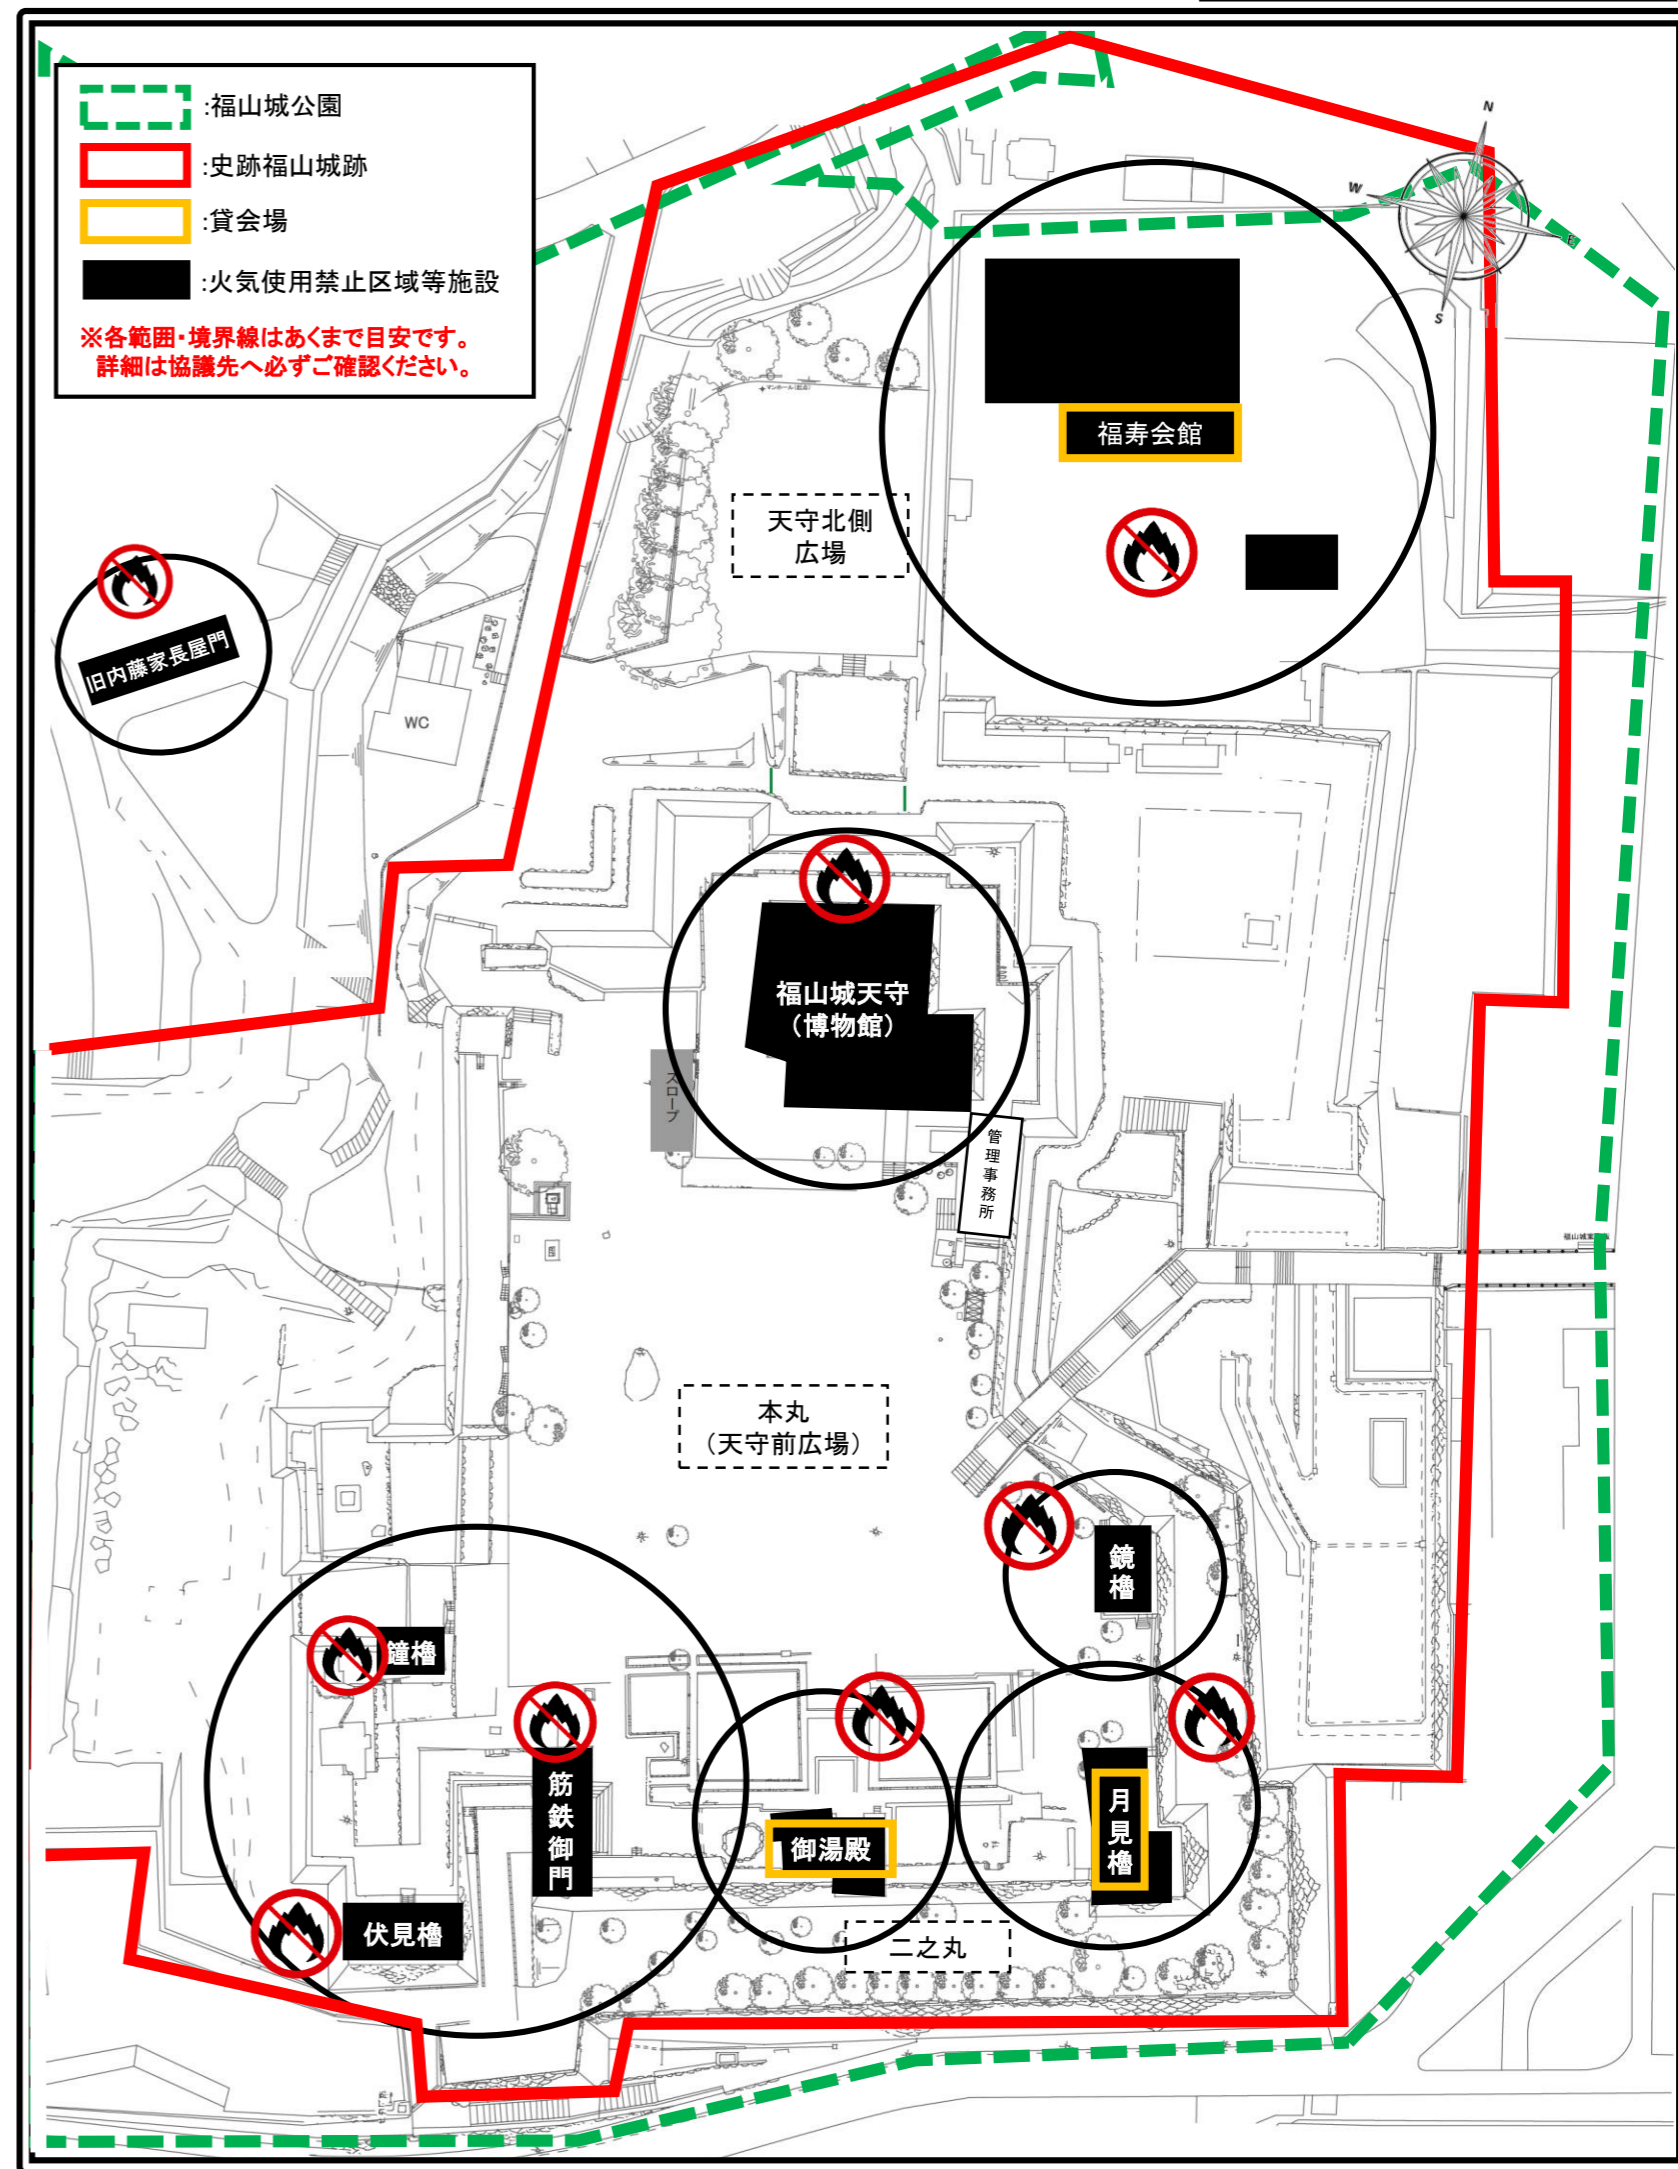 :福山城公園
:史跡福山城跡
:貸会場
:火気使用禁止区域等施設
※各範囲・境界線はあくまで目安です。
詳細は協議先へ必ずご確認ください。
N
W
E
S
福寿会館
天守北側
広場
旧内藤家長屋門
WC
福山城天守
（博物館）
スロープ
管理事務所
本丸
（天守前広場）
鏡櫓
鐘櫓
筋鉄御門
御湯殿
月見櫓
伏見櫓
二之丸